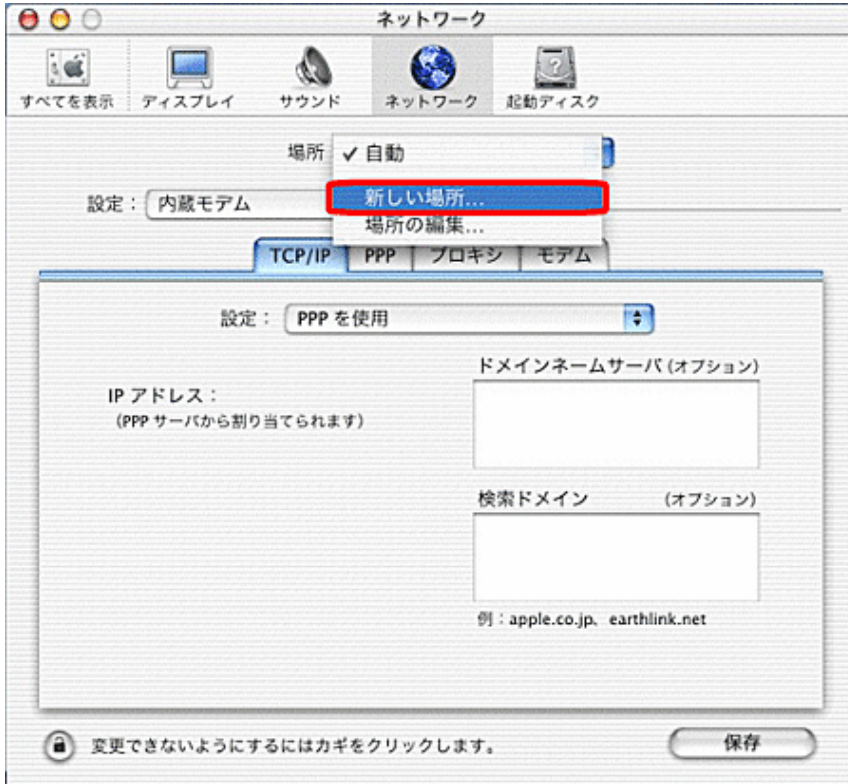 ネットワーク
すべてを表示 ディスプレイ サウンド ネットワーク 起動ディスク
場所 ✓ 自動
新しい場所...
設定： 内蔵モデム
場所の編集...
TCP/IP PPP プロキシ モデム
設定： PPP を使用
ドメインネームサーバ (オプション)
IP アドレス：
(PPP サーバから割り当てられます)
検索ドメイン (オプション)
例：apple.co.jp、earthlink.net
変更できないようにするにはカギをクリックします。
保存